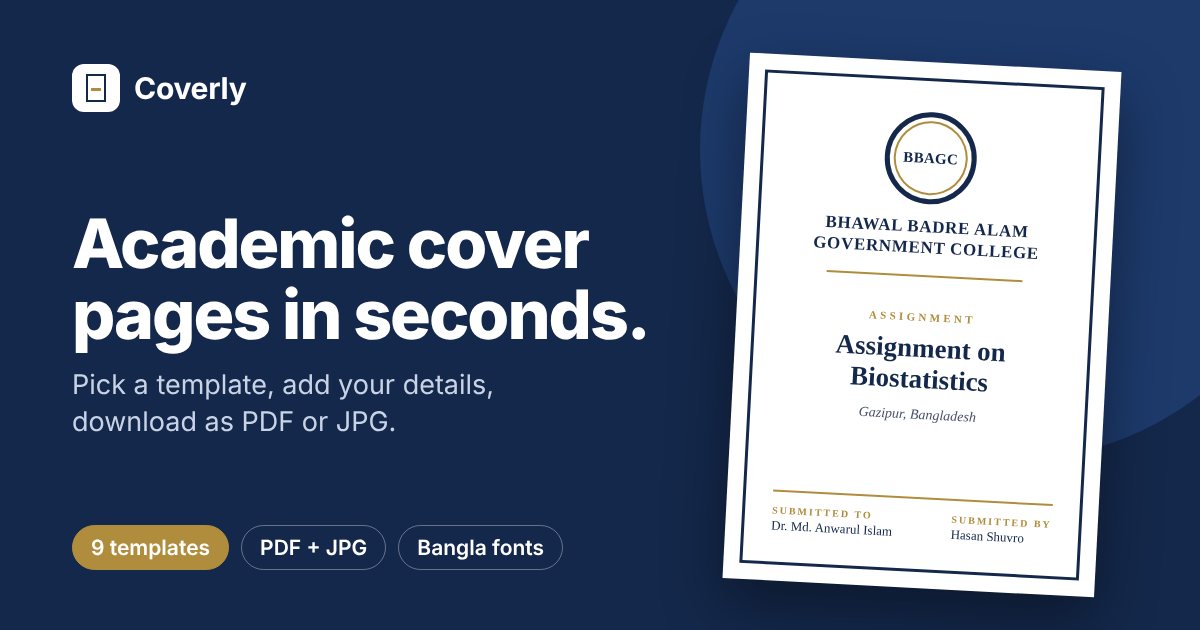 Coverly
Academic cover
pages in seconds.
Pick a template, add your details,
download as PDF or JPG.
9 templates
PDF + JPG
Bangla fonts
BBAGC
BHAWAL BADRE ALAM
GOVERNMENT COLLEGE
ASSIGNMENT
Assignment on
Biostatistics
Gazipur, Bangladesh
SUBMITTED TO
Dr. Md. Anwarul Islam
SUBMITTED BY
Hasan Shuvro